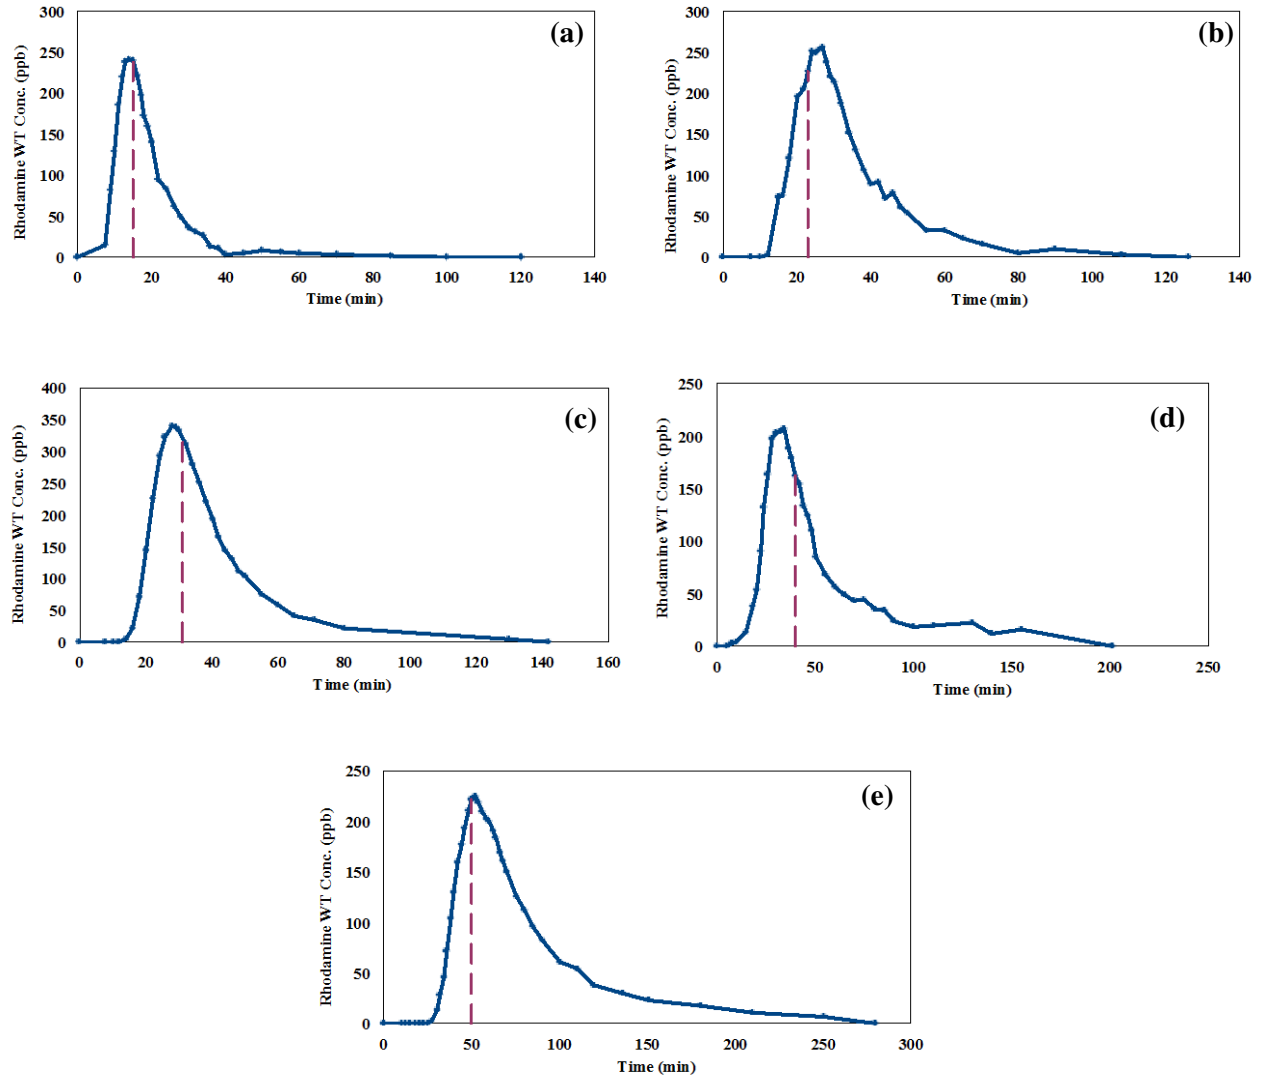 (a)
Rhodamine WT Conc. (ppb)
300
250
200
150
100
50
0
0 20 40 60 80 100 120 140
Time (min)
(b)
Rhodamine WT Conc. (ppb)
300
250
200
150
100
50
0
0 20 40 60 80 100 120 140
Time (min)
(c)
Rhodamine WT Conc. (ppb)
400
350
300
250
200
150
100
50
0
0 20 40 60 80 100 120 140 160
Time (min)
(d)
Rhodamine WT Conc. (ppb)
250
200
150
100
50
0
0 50 100 150 200 250
Time (min)
(e)
Rhodamine WT Conc. (ppb)
250
200
150
100
50
0
0 50 100 150 200 250 300
Time (min)